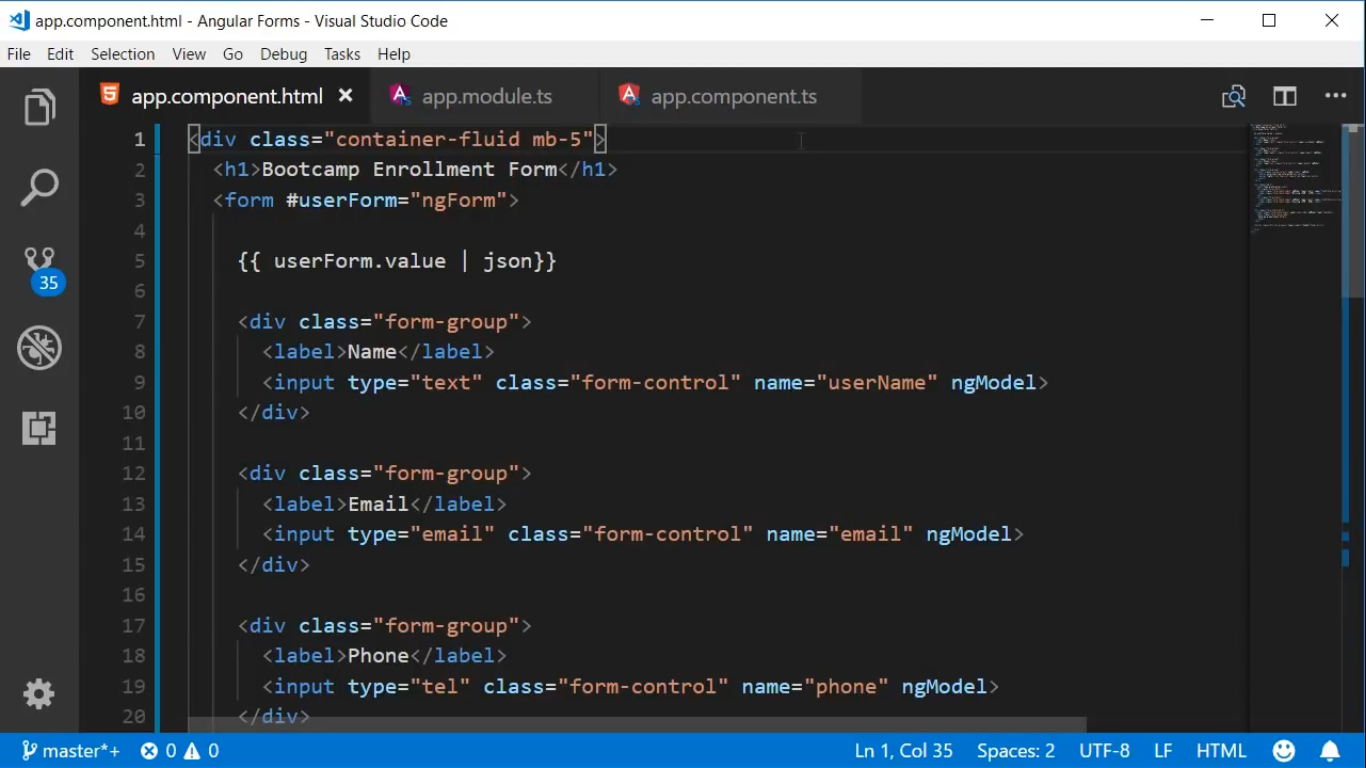 app.component.html - Angular Forms - Visual Studio Code
File Edit Selection View Go Debug Tasks Help
app.component.html app.module.ts app.component.ts
1 <div class="container-fluid mb-5">
2 <h1>Bootcamp Enrollment Form</h1>
3 <form #userForm="ngForm">
4
5 {{ userForm.value | json}}
6
7 <div class="form-group">
8 <label>Name</label>
9 <input type="text" class="form-control" name="userName" ngModel>
10 </div>
11
12 <div class="form-group">
13 <label>Email</label>
14 <input type="email" class="form-control" name="email" ngModel>
15 </div>
16
17 <div class="form-group">
18 <label>Phone</label>
19 <input type="tel" class="form-control" name="phone" ngModel>
20 </div>
35
master*+ 0 0 Ln 1, Col 35 Spaces: 2 UTF-8 LF HTML